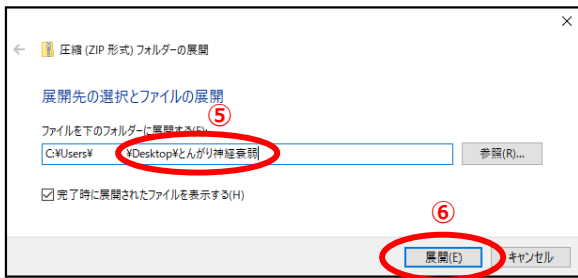 圧縮 (ZIP 形式) フォルダーの展開
展開先の選択とファイルの展開
⑤
ファイルを下のフォルダーに展開する(F):
C:¥Users¥ ¥Desktop¥とんがり神経衰弱
参照(R)...
完了時に展開されたファイルを表示する(H)
⑥
展開(E)
キャンセル